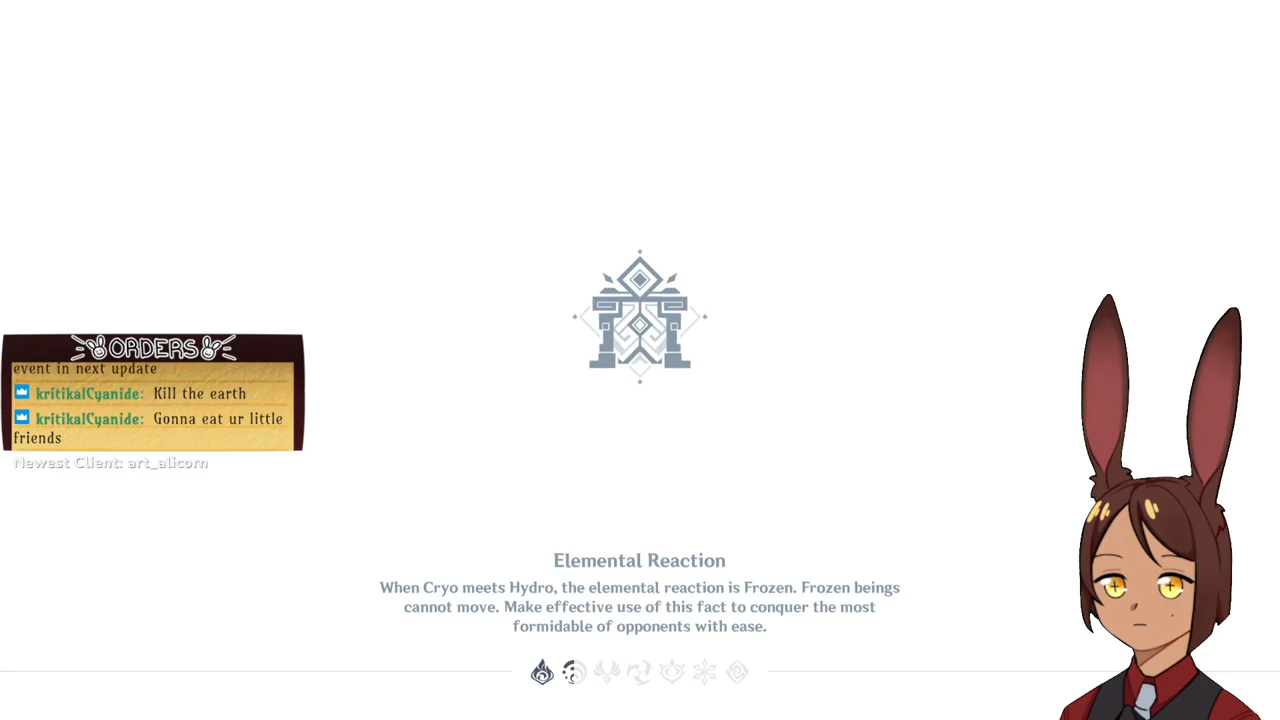 ORDERS
event in next update
kritikalCyanide: Kill the earth
kritikalCyanide: Gonna eat ur little
friends
Newest Client: art_alicorn
Elemental Reaction
When Cryo meets Hydro, the elemental reaction is Frozen. Frozen beings
cannot move. Make effective use of this fact to conquer the most
formidable of opponents with ease.